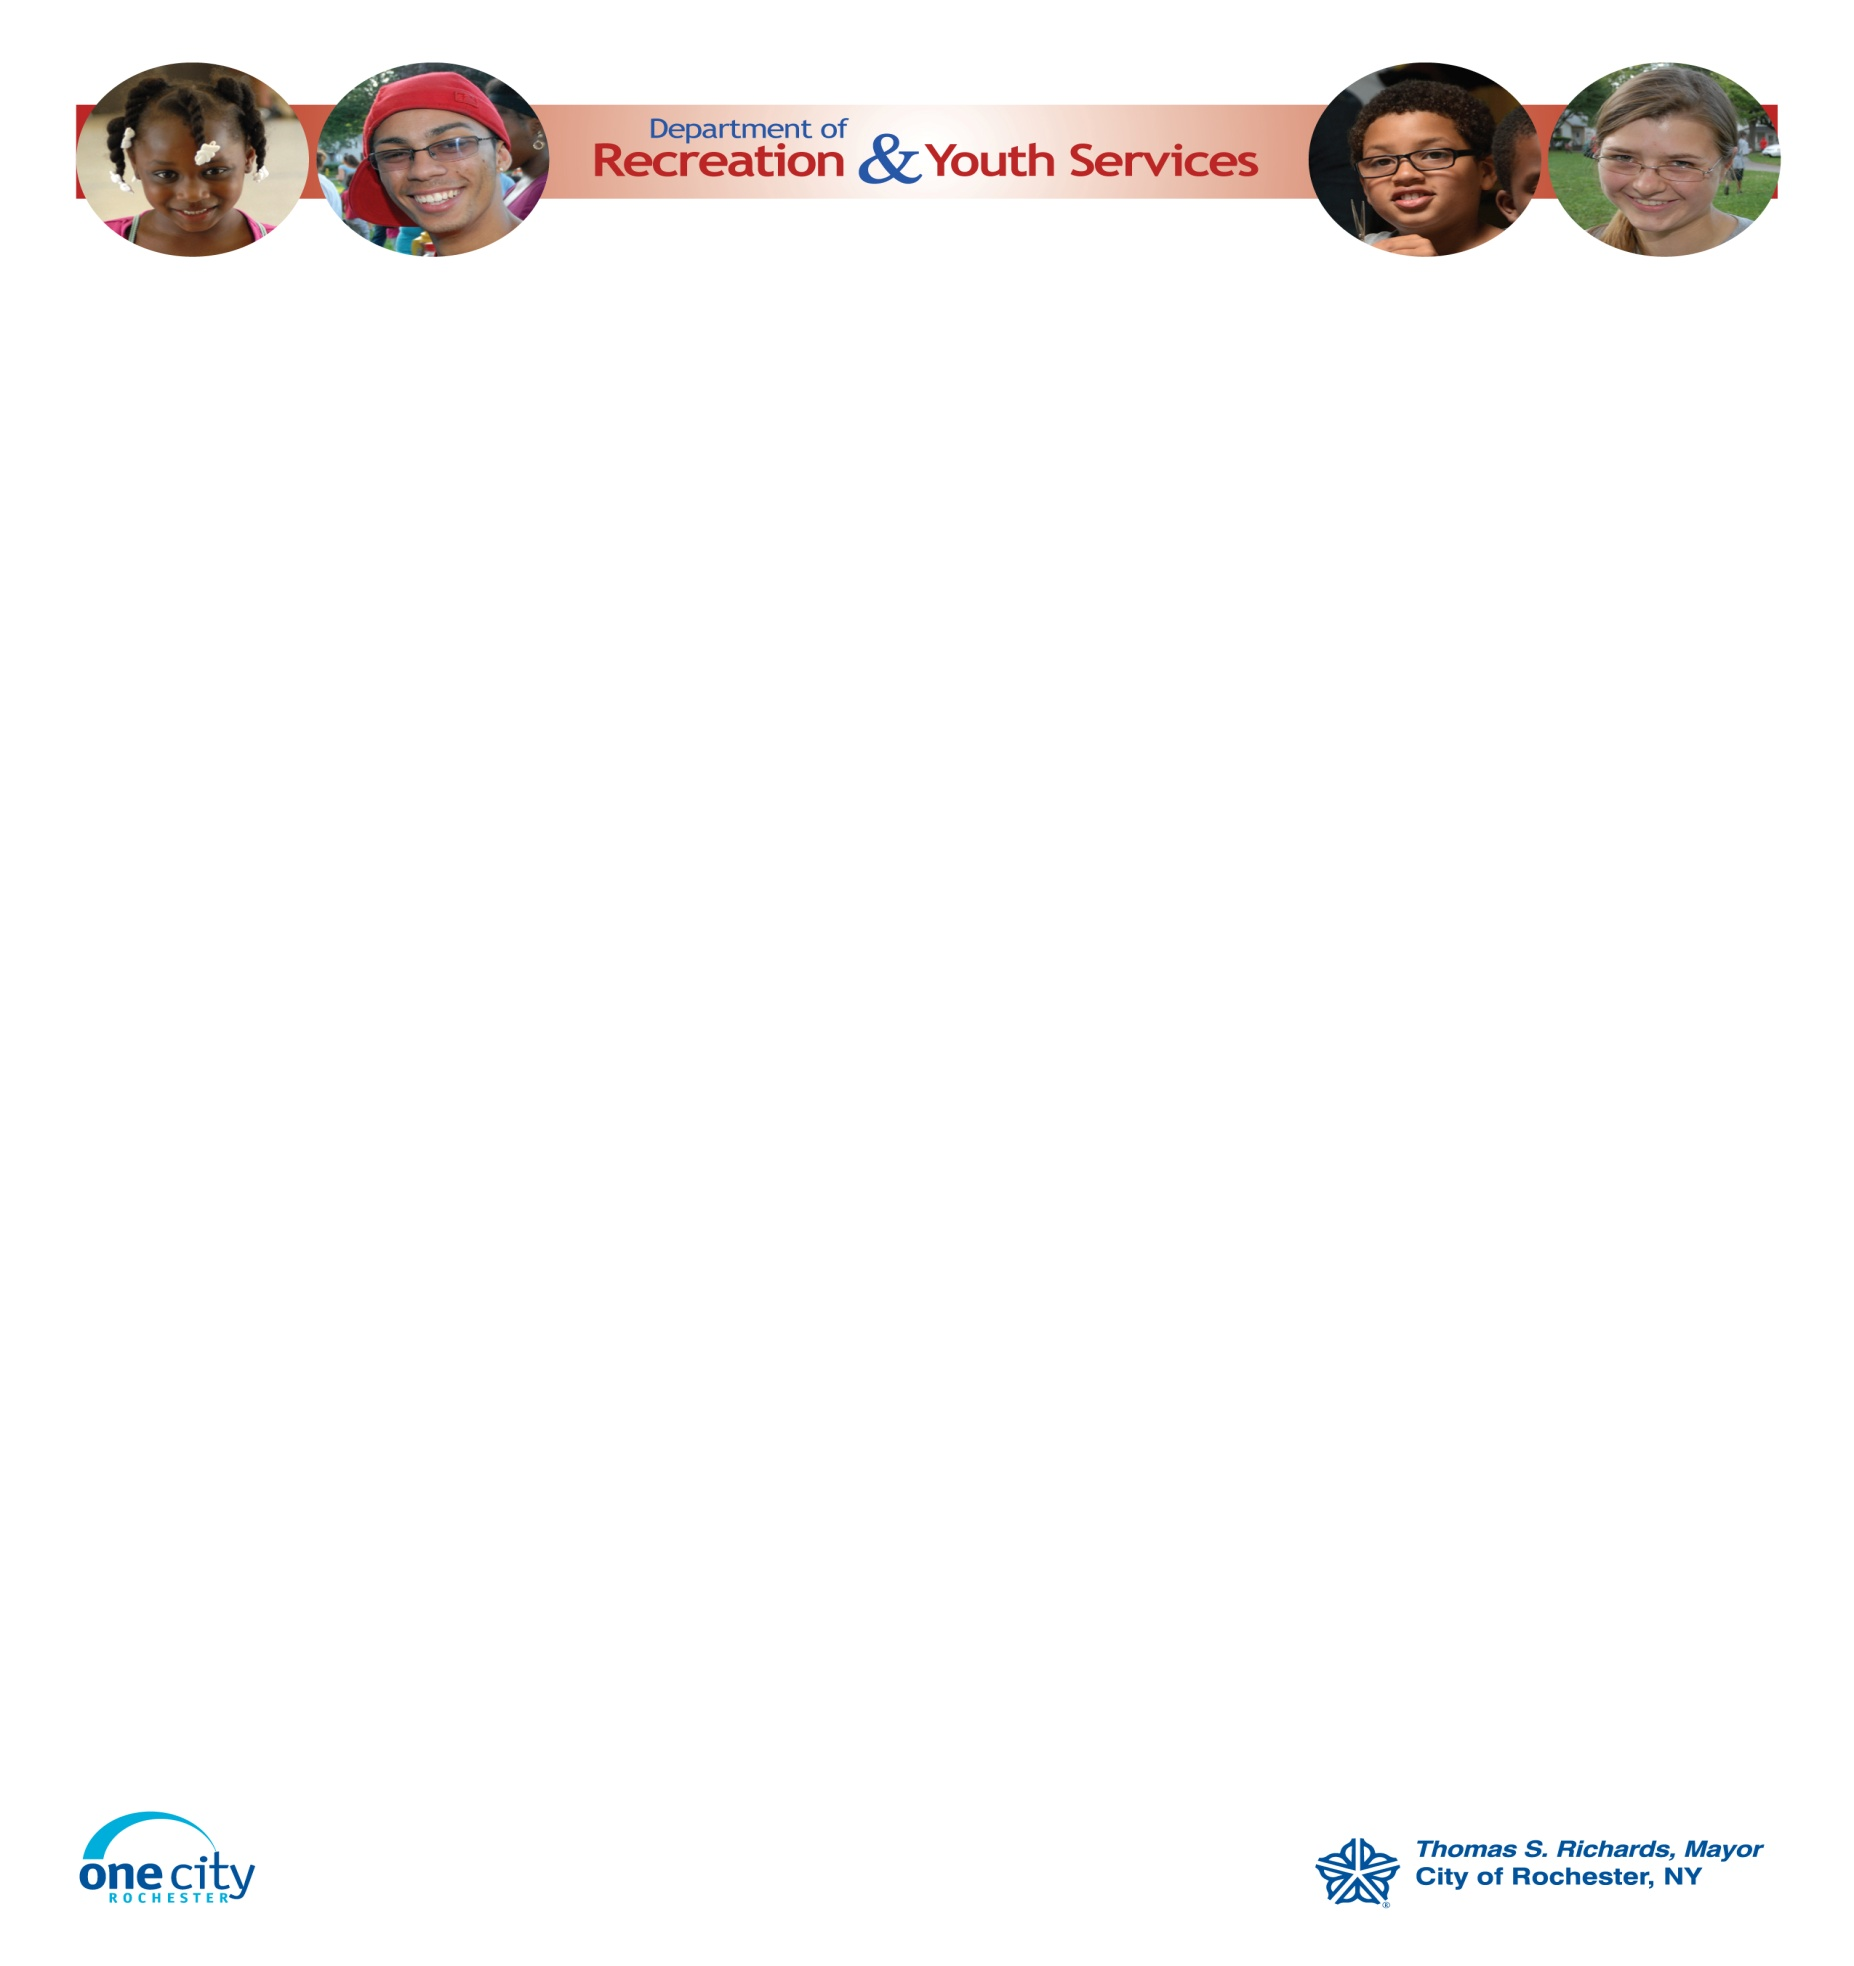 Department of
Recreation & Youth Services
one city
ROCHESTER
Thomas S. Richards, Mayor
City of Rochester, NY
®